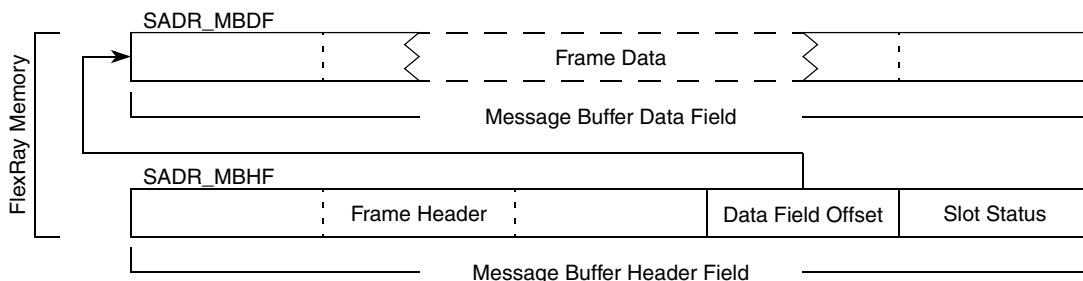 SADR_MBDF
Frame Data
Message Buffer Data Field
FlexRay Memory
SADR_MBHF
Frame Header
Data Field Offset
Slot Status
Message Buffer Header Field